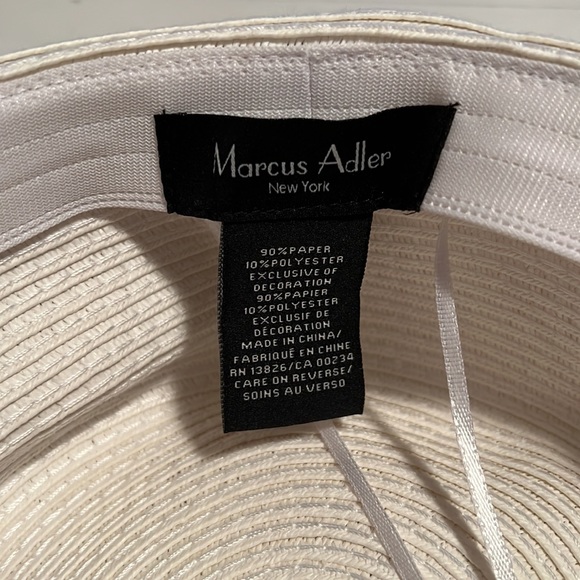 Marcus Adler
New York
90%PAPER
10%POLYESTER
EXCLUSIVE OF
DECORATION
90%PAPIER
10%POLYESTER
EXCLUSIF DE
DÉCORATION
MADE IN CHINA/
FABRIQUÉ EN CHINE
RN 13826/CA 00234
CARE ON REVERSE/
SOINS AU VERSO